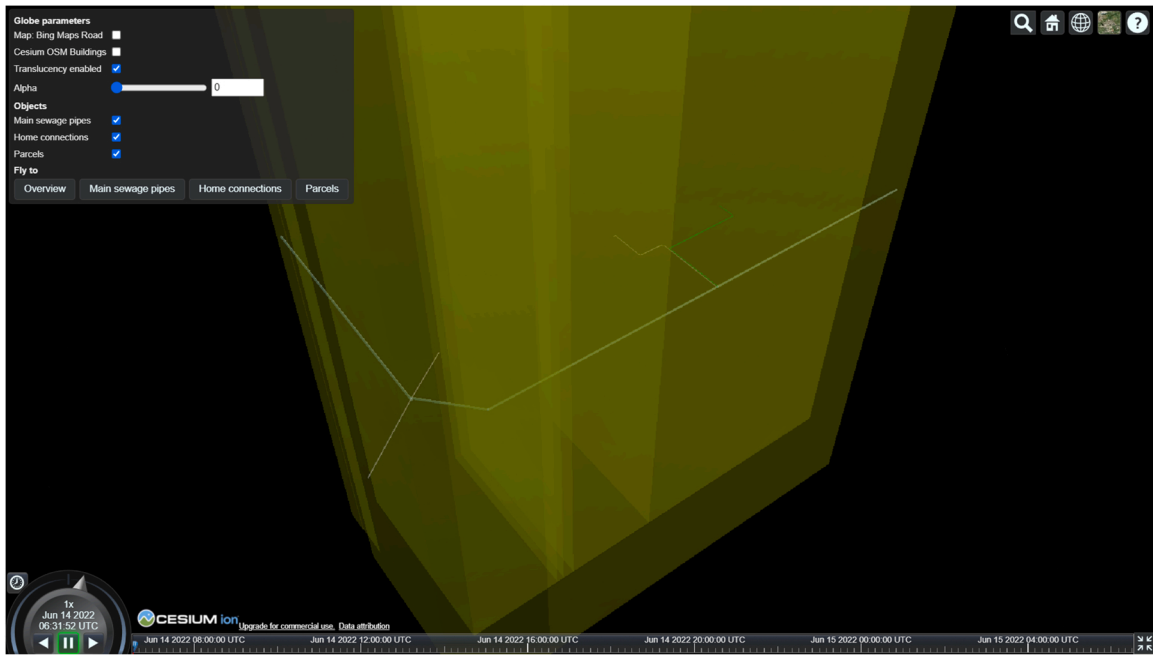 Globe parameters
Map: Bing Maps Road
Cesium OSM Buildings
Translucency enabled
Alpha 0
Objects
Main sewage pipes
Home connections
Parcels
Fly to
Overview Main sewage pipes Home connections Parcels
?
1x
Jun 14 2022
06:31:52 UTC
CESIUM ion Upgrade for commercial use. Data attribution
Jun 14 2022 08:00:00 UTC Jun 14 2022 12:00:00 UTC Jun 14 2022 16:00:00 UTC Jun 14 2022 20:00:00 UTC Jun 15 2022 00:00:00 UTC Jun 15 2022 04:00:00 UTC